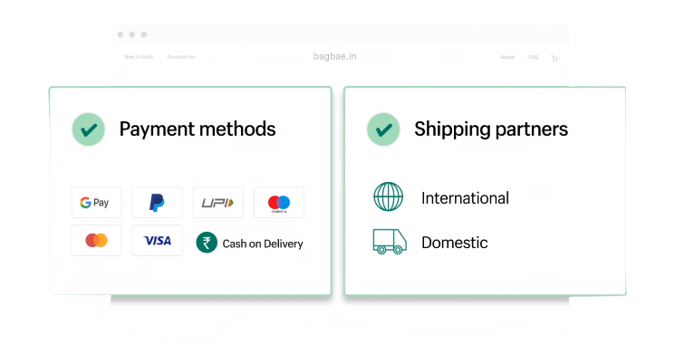 bagbae.in
New arrivals Accessories
About FAQ
Payment methods
G Pay
UPI
VISA
₹ Cash on Delivery
Shipping partners
International
Domestic